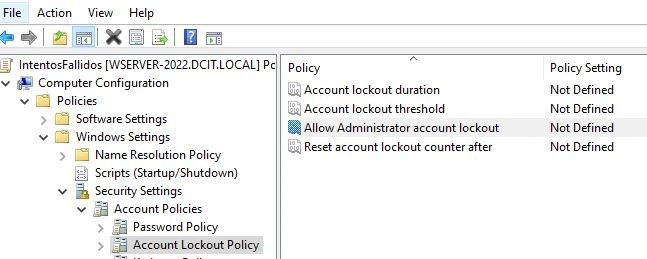 File Action View Help
IntentosFallidos [WSERVER-2022.DCIT.LOCAL] Pc
Computer Configuration
Policies
Software Settings
Windows Settings
Name Resolution Policy
Scripts (Startup/Shutdown)
Security Settings
Account Policies
Password Policy
Account Lockout Policy
Policy Policy Setting
Account lockout duration Not Defined
Account lockout threshold Not Defined
Allow Administrator account lockout Not Defined
Reset account lockout counter after Not Defined